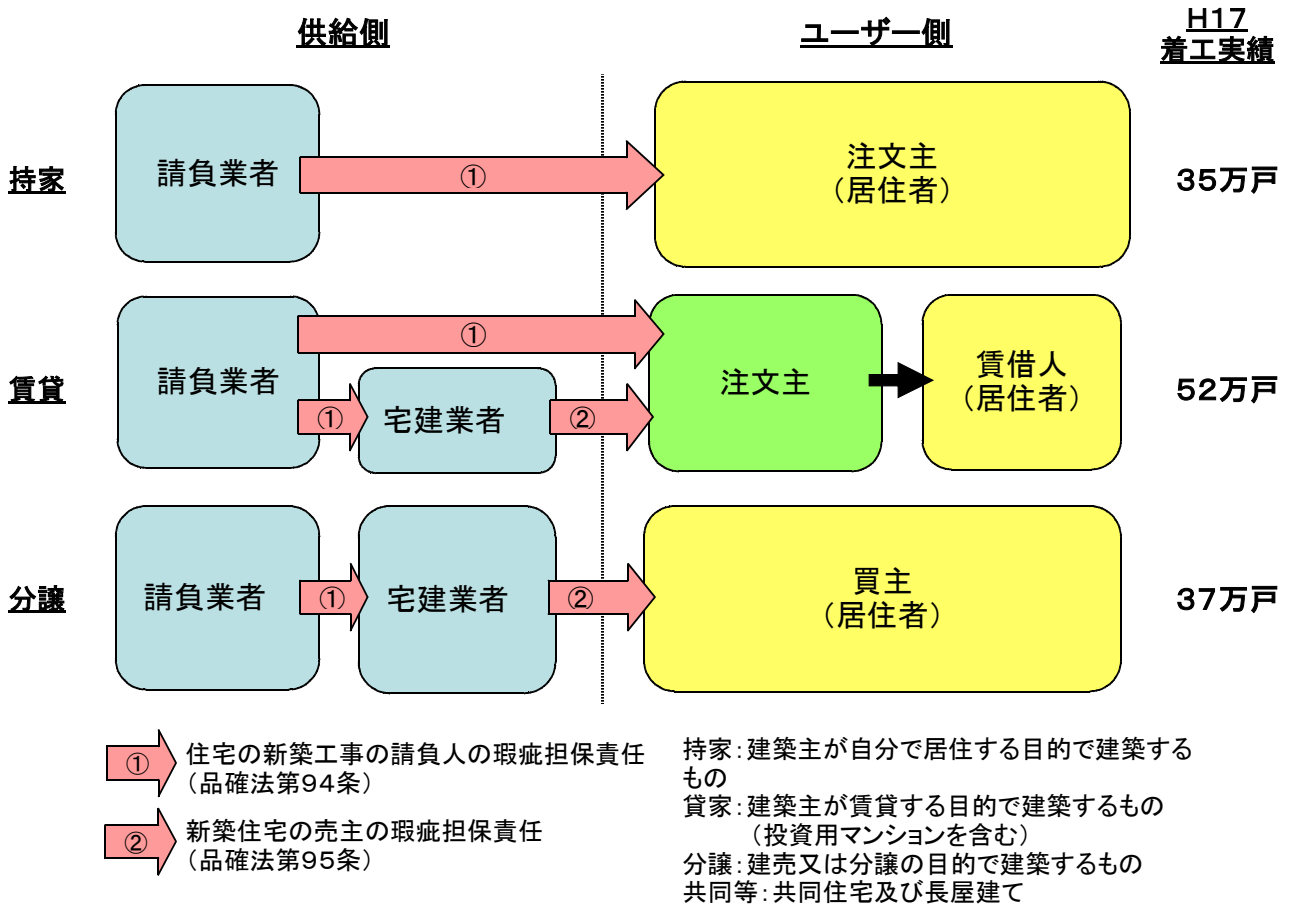 供給側
ユーザー側
H17
着工実績
持家
請負業者
①
注文主
(居住者)
35万戸
賃貸
請負業者
①
①
宅建業者
②
注文主
賃借人
(居住者)
52万戸
分譲
請負業者
①
宅建業者
②
買主
(居住者)
37万戸
① 住宅の新築工事の請負人の瑕疵担保責任
(品確法第94条)
② 新築住宅の売主の瑕疵担保責任
(品確法第95条)
持家:建築主が自分で居住する目的で建築する
もの
貸家:建築主が賃貸する目的で建築するもの
(投資用マンションを含む)
分譲:建売又は分譲の目的で建築するもの
共同等:共同住宅及び長屋建て